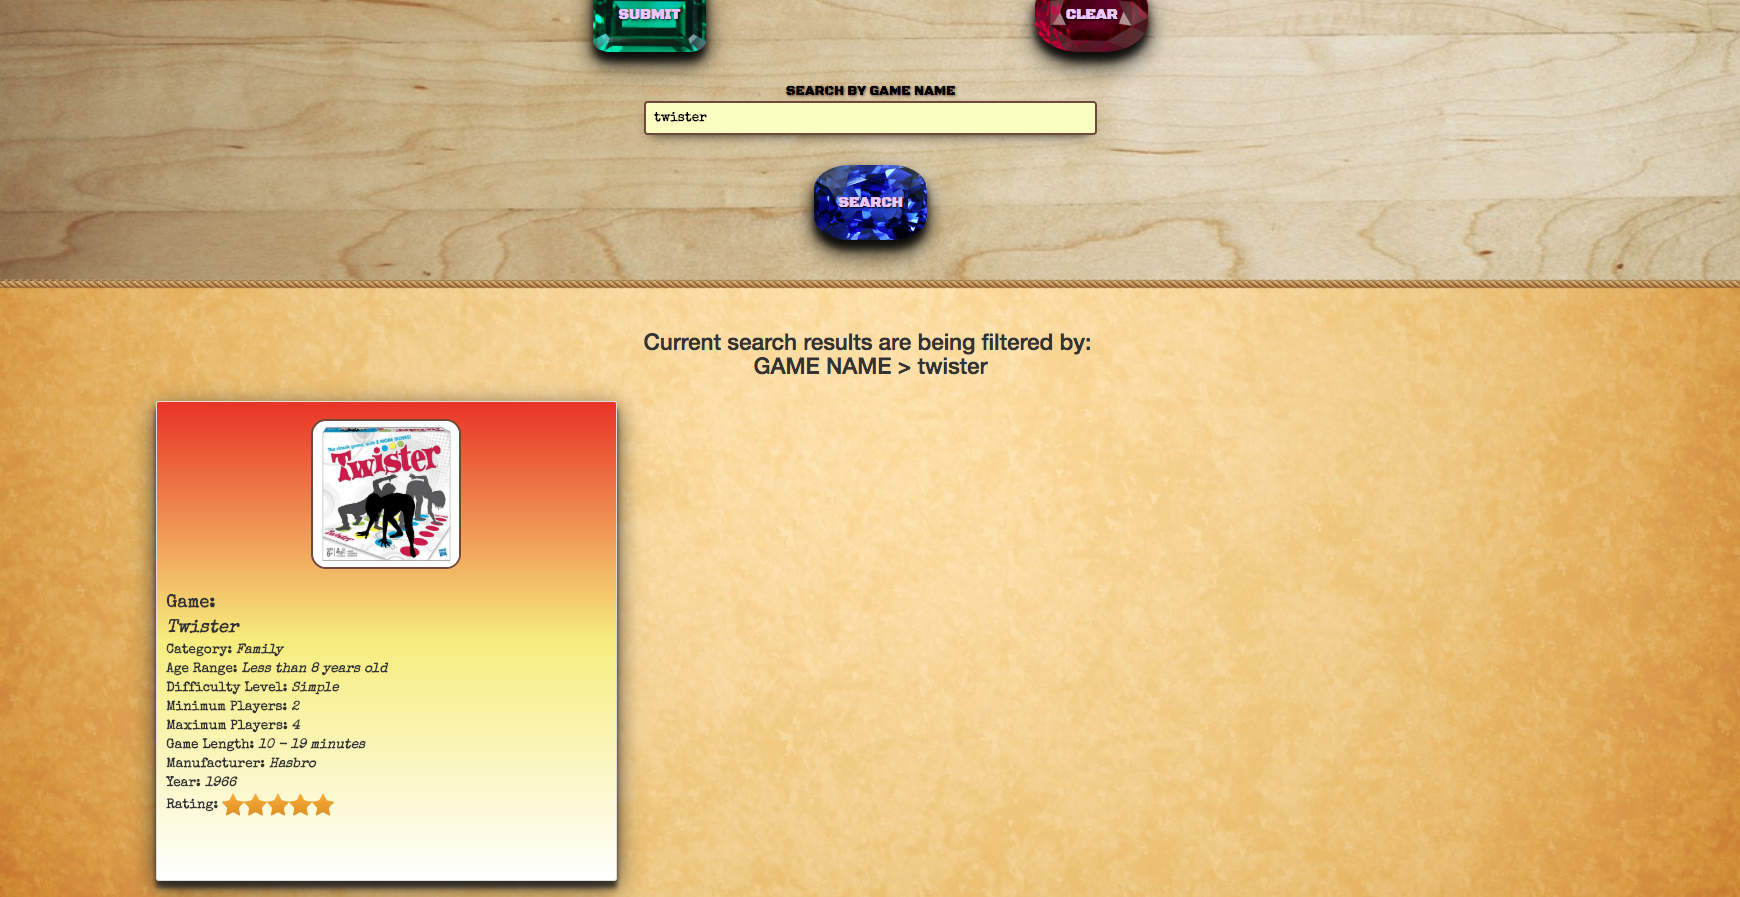 SUBMIT
CLEAR
SEARCH BY GAME NAME
twister
SEARCH
Current search results are being filtered by:
GAME NAME > twister
Twister
Game:
Twister
Category: Family
Age Range: Less than 8 years old
Difficulty Level: Simple
Minimum Players: 2
Maximum Players: 4
Game Length: 10 - 19 minutes
Manufacturer: Hasbro
Year: 1966
Rating: